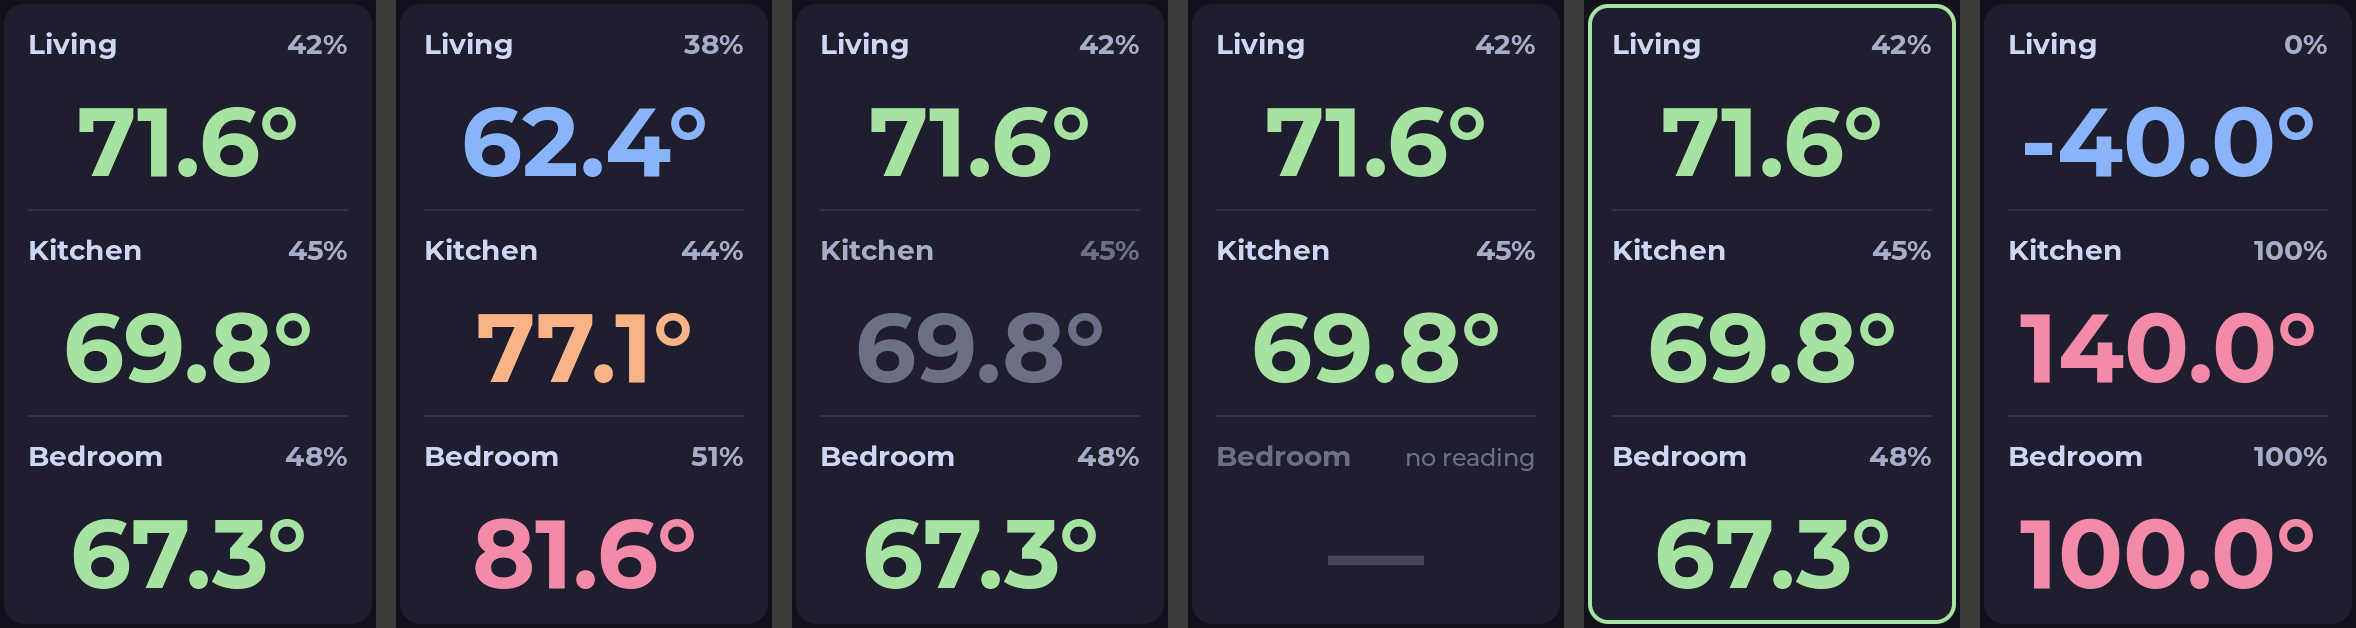 Living 42%
71.6°
Kitchen 45%
69.8°
Bedroom 48%
67.3°
Living 38%
62.4°
Kitchen 44%
77.1°
Bedroom 51%
81.6°
Living 42%
71.6°
Kitchen 45%
69.8°
Bedroom 48%
67.3°
Living 42%
71.6°
Kitchen 45%
69.8°
Bedroom no reading
—
Living 42%
71.6°
Kitchen 45%
69.8°
Bedroom 48%
67.3°
Living 0%
-40.0°
Kitchen 100%
140.0°
Bedroom 100%
100.0°